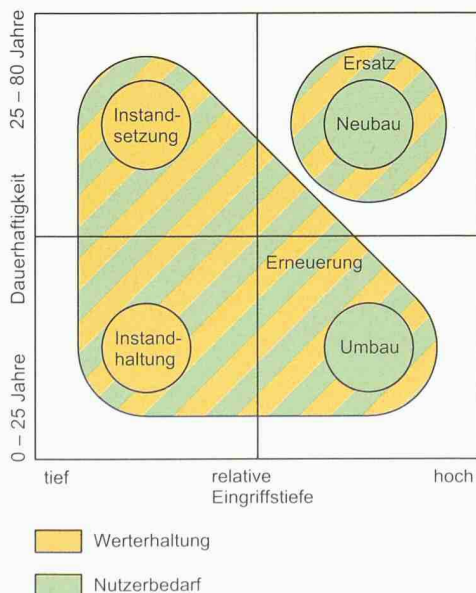 25 – 80 Jahre
Dauerhaftigkeit
0 – 25 Jahre
Instand-
setzung
Ersatz
Neubau
Erneuerung
Instand-
haltung
Umbau
tief
relative
Eingriffstiefe
hoch
Werterhaltung
Nutzerbedarf